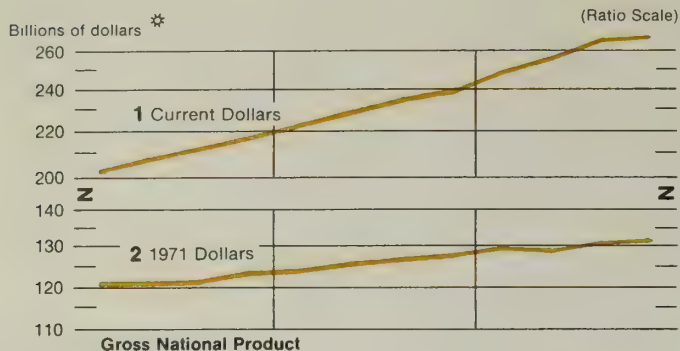 (Ratio Scale)
Billions of dollars ☼
260
240
1 Current Dollars
220
200
N N
140
130
2 1971 Dollars
120
110
Gross National Product